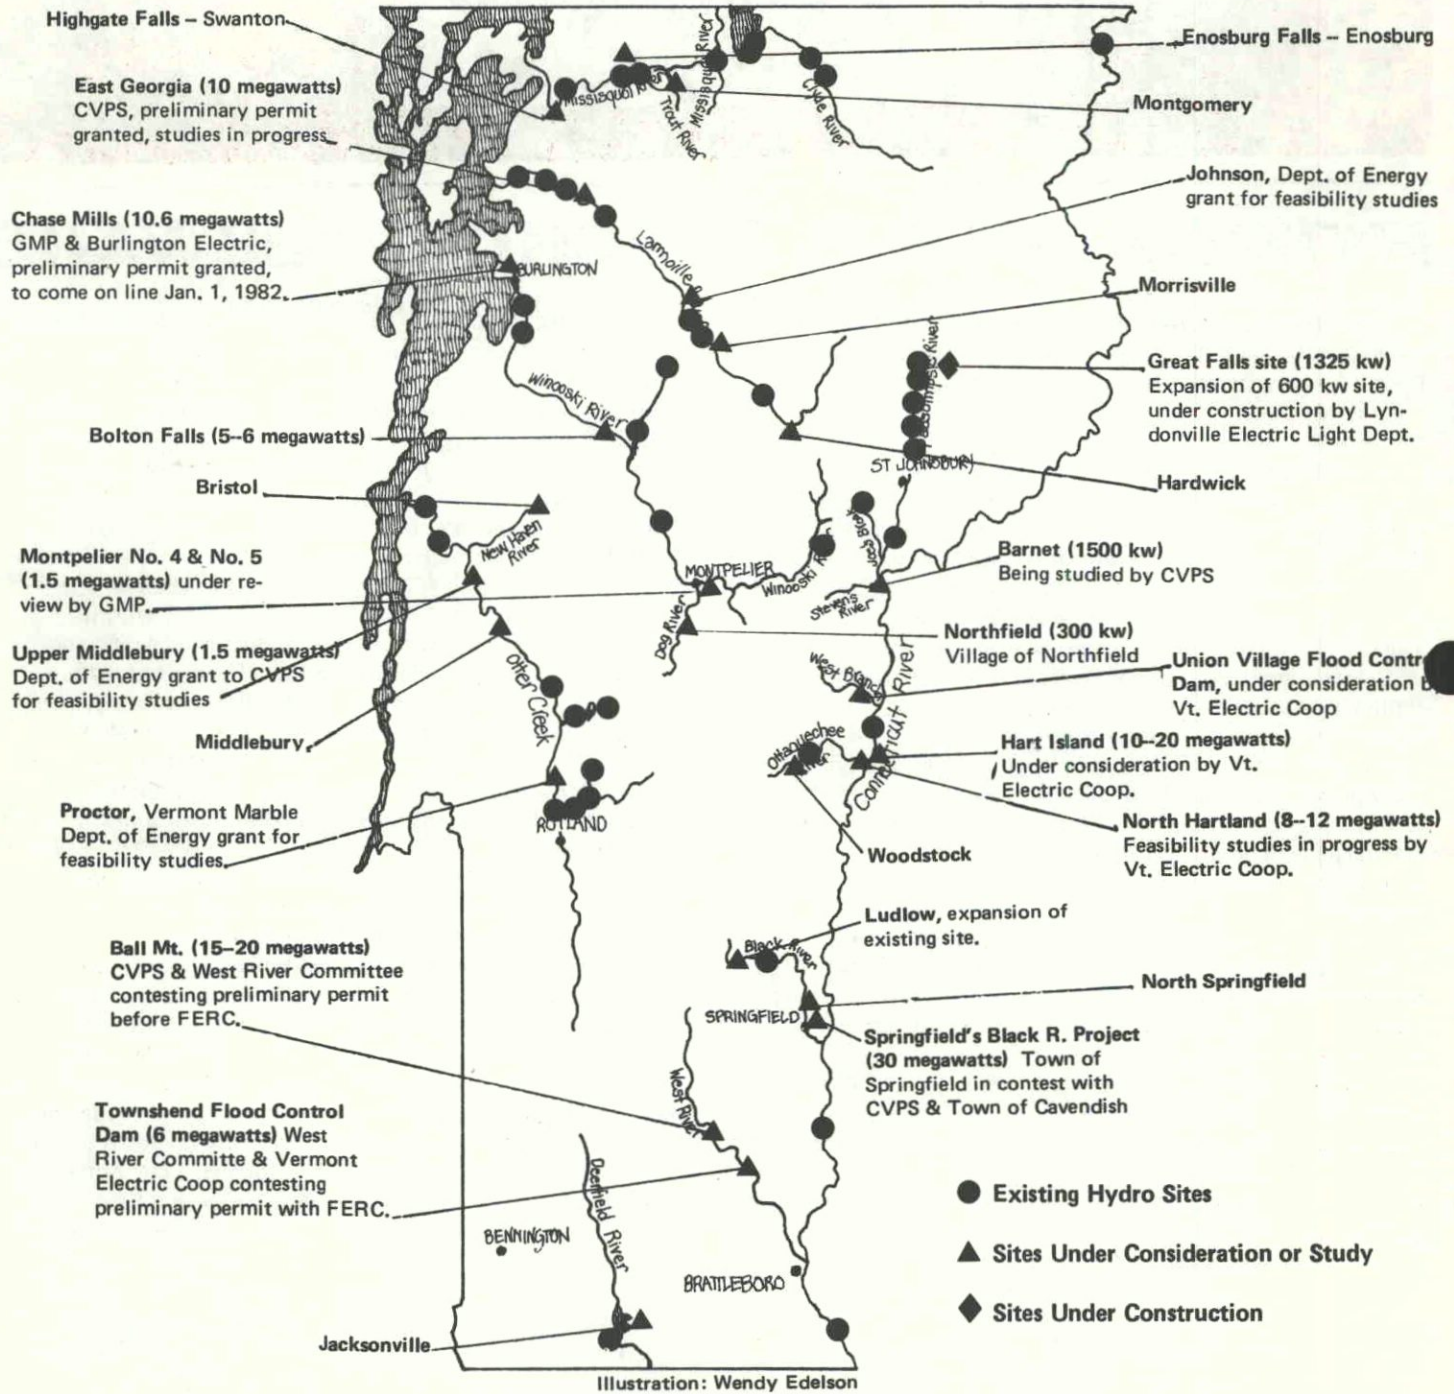 Highgate Falls – Swanton
East Georgia (10 megawatts)
CVPS, preliminary permit
granted, studies in progress
Chase Mills (10.6 megawatts)
GMP & Burlington Electric,
preliminary permit granted,
to come on line Jan. 1, 1982.
Bolton Falls (5--6 megawatts)
Bristol
Montpelier No. 4 & No. 5
(1.5 megawatts) under re-
view by GMP.
Upper Middlebury (1.5 megawatts)
Dept. of Energy grant to CVPS
for feasibility studies
Middlebury
Proctor, Vermont Marble
Dept. of Energy grant for
feasibility studies
Ball Mt. (15–20 megawatts)
CVPS & West River Committee
contesting preliminary permit
before FERC.
Townshend Flood Control
Dam (6 megawatts) West
River Committe & Vermont
Electric Coop contesting
preliminary permit with FERC.
Jacksonville
Missisquoi River
Trout River
Missisquoi River
Clyde River
Lamoille
BURLINGTON
Winooski River
ST JOHNSBURY
New Haven
River
MONTPELIER
Winooski River
Dog River
Stevens
River
Otter Creek
West Branch
Connecticut River
Ottaquechee
River
RUTLAND
Black River
SPRINGFIELD
West River
Deerfield River
BENNINGTON
BRATTLEBORO
Enosburg Falls – Enosburg
Montgomery
Johnson, Dept. of Energy
grant for feasibility studies
Morrisville
Great Falls site (1325 kw)
Expansion of 600 kw site,
under construction by Lyn-
donville Electric Light Dept.
Hardwick
Barnet (1500 kw)
Being studied by CVPS
Northfield (300 kw)
Village of Northfield
Union Village Flood Contr
Dam, under consideration
Vt. Electric Coop
Hart Island (10--20 megawatts)
Under consideration by Vt.
Electric Coop.
North Hartland (8--12 megawatts)
Feasibility studies in progress by
Vt. Electric Coop.
Woodstock
Ludlow, expansion of
existing site.
North Springfield
Springfield's Black R. Project
(30 megawatts) Town of
Springfield in contest with
CVPS & Town of Cavendish
Existing Hydro Sites
Sites Under Consideration or Study
Sites Under Construction
Illustration: Wendy Edelson